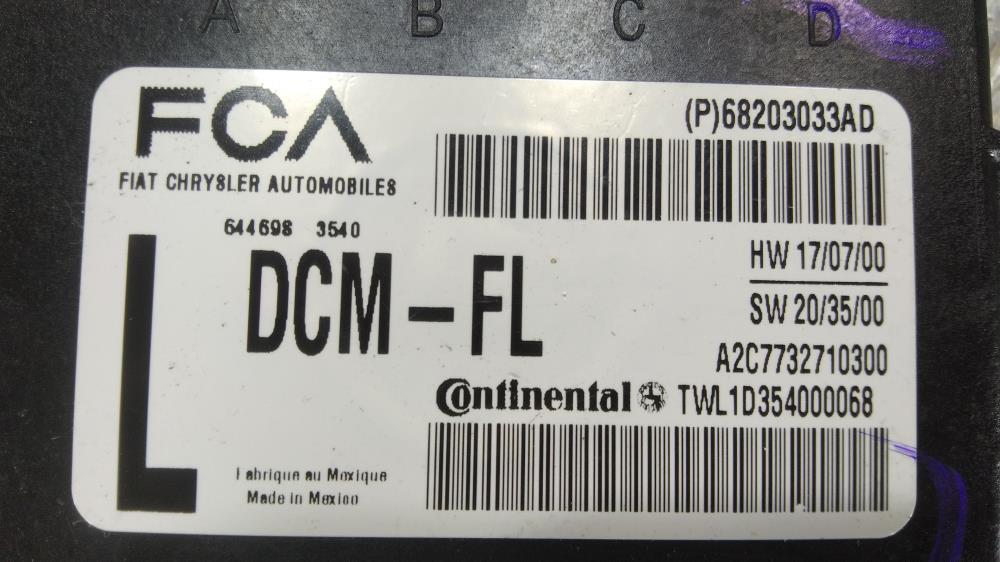 A B C D
FCA
FIAT CHRYSLER AUTOMOBILES
(P)68203033AD
644698 3540
L
DCM-FL
HW 17/07/00
SW 20/35/00
A2C7732710300
Continental TWL1D354000068
Fabrique au Mexique
Made in Mexico